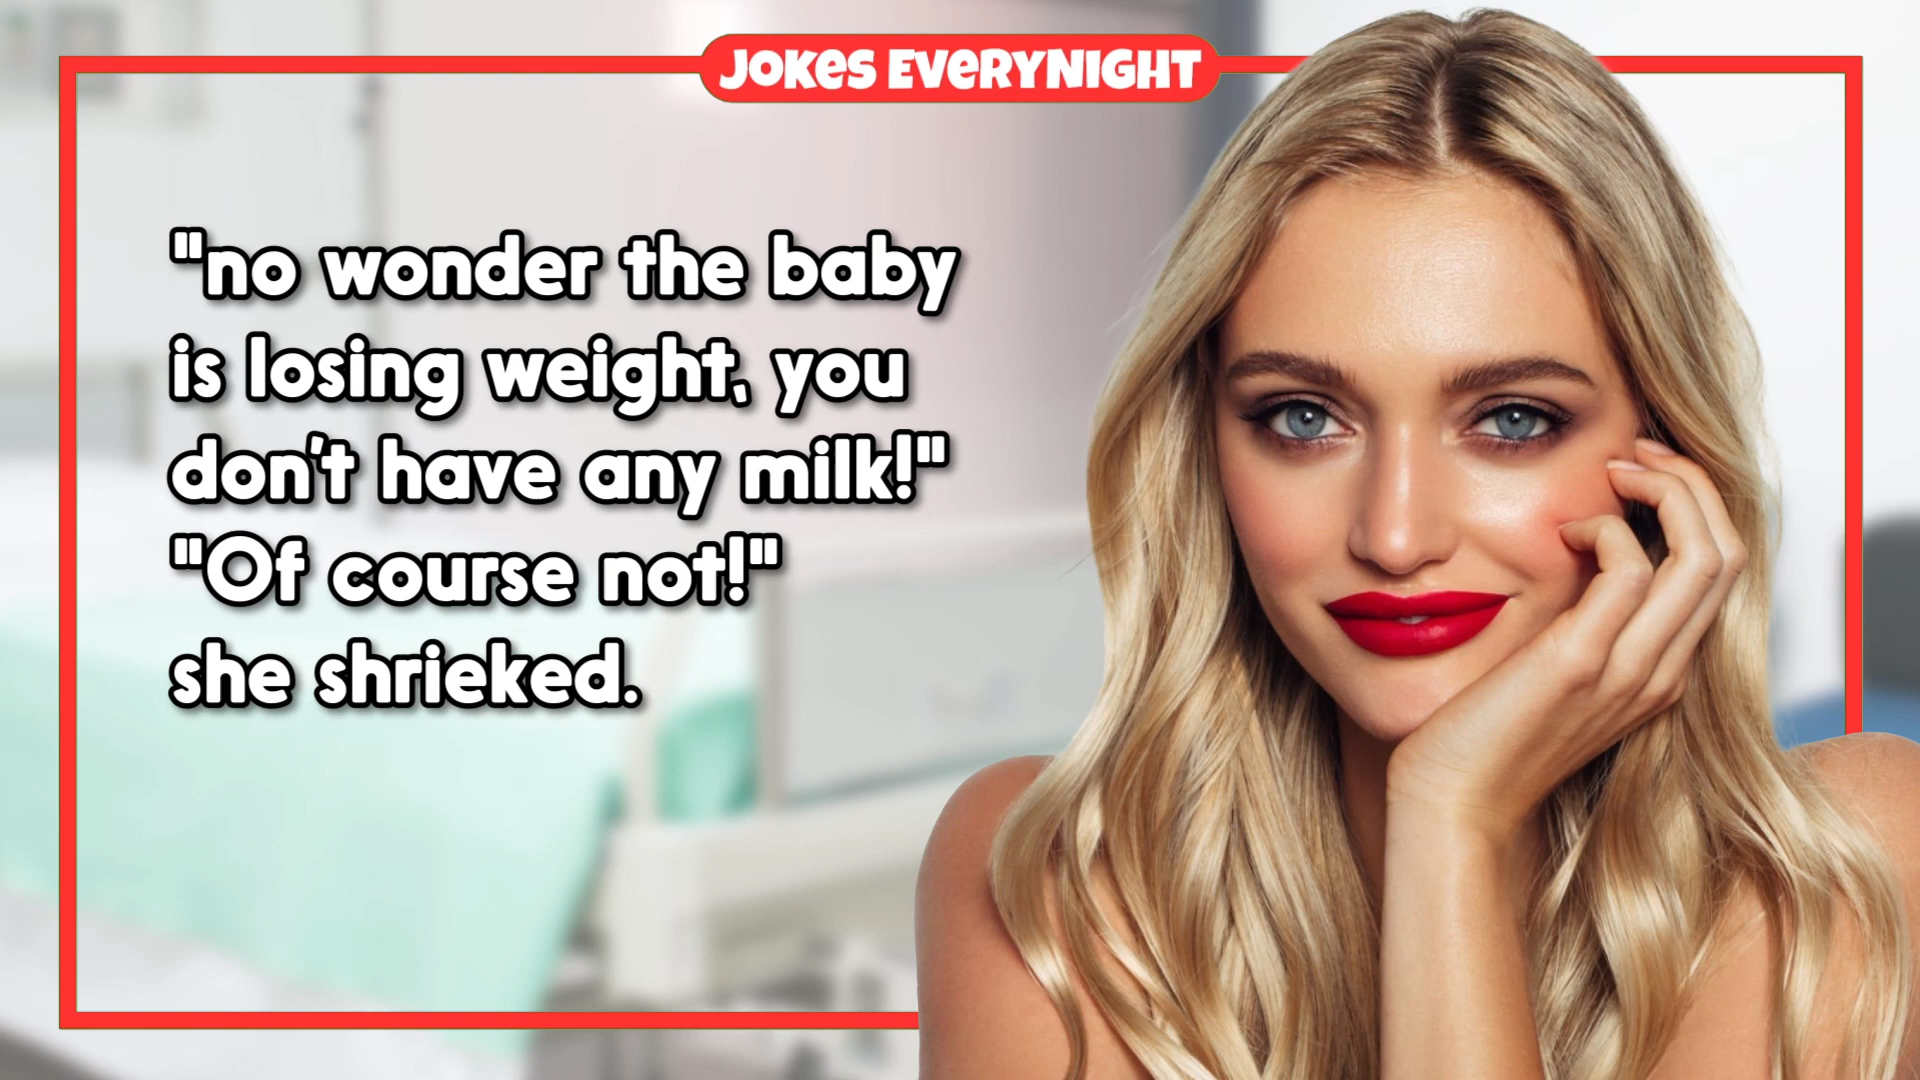 JOKES EVERYNIGHT
"no wonder the baby
is losing weight, you
don't have any milk!"
"Of course not!"
she shrieked.